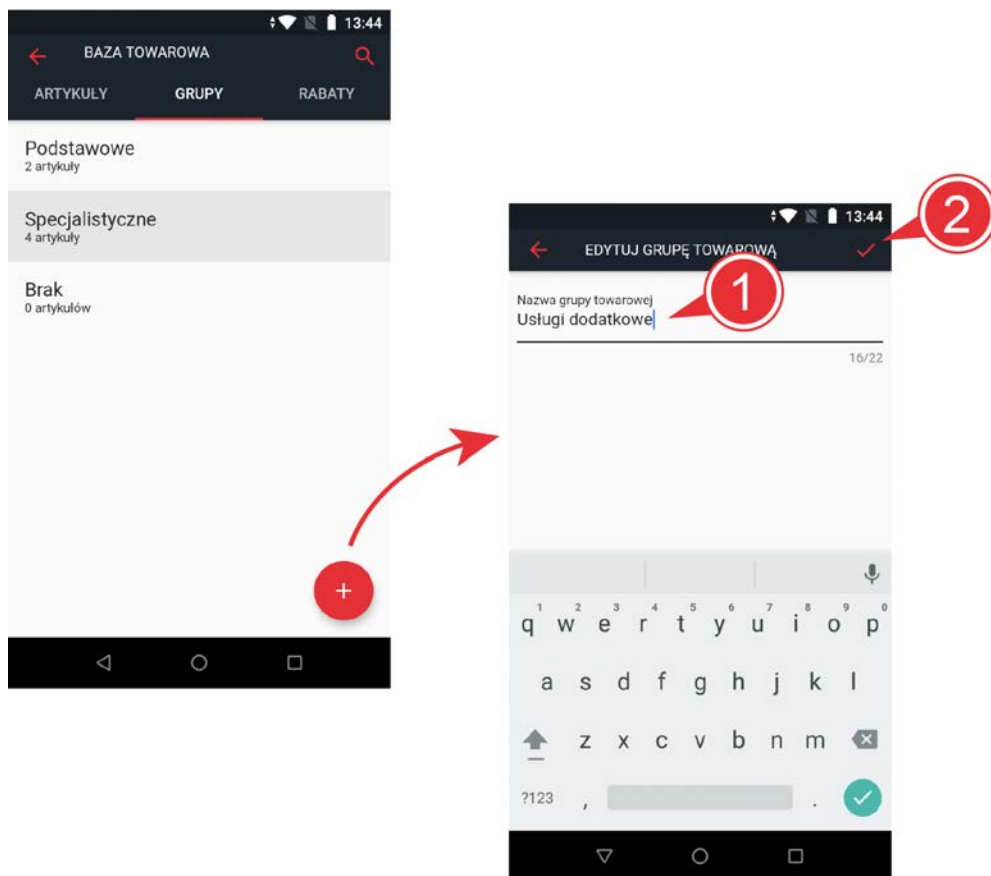 13:44
BAZA TOWAROWA
ARTYKUŁY GRUPY RABATY
Podstawowe
2 artykuły
Specjalistyczne
4 artykuły
Brak
0 artykułów
+
13:44
2
EDYTUJ GRUPĘ TOWAROWĄ
1
Nazwa grupy towarowej
Usługi dodatkowe
16/22
1 2 3 4 5 6 7 8 9 0
q w e r t y u i o p
a s d f g h j k l
z x c v b n m
?123 , .